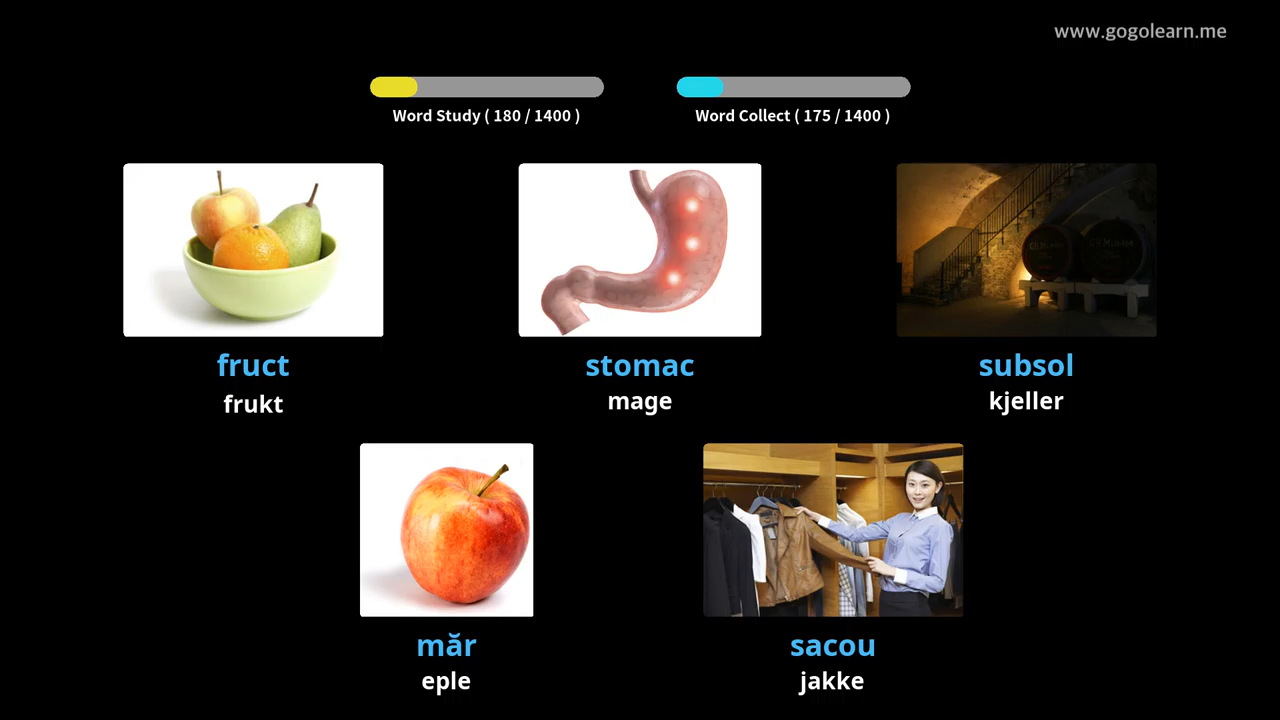 www.gogolearn.me
Word Study ( 180 / 1400 )
Word Collect ( 175 / 1400 )
fruct
frukt
stomac
mage
subsol
kjeller
măr
eple
sacou
jakke